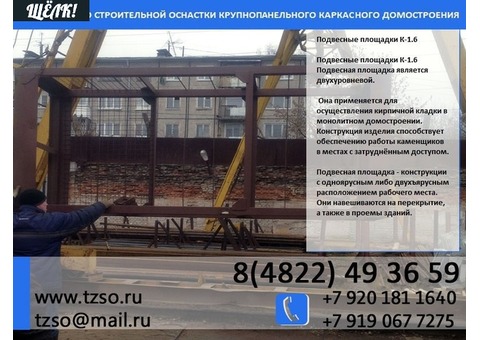 ЩЁЛК!
О СТРОИТЕЛЬНОЙ ОСНАСТКИ КРУПНОПАНЕЛЬНОГО КАРКАСНОГО ДОМОСТРОЕНИЯ
Подвесные площадки К-1.6
Подвесные площадки К-1.6
Подвесная площадка является
двухуровневой.
Она применяется для
осуществления кирпичной кладки в
монолитном домостроении.
Конструкция изделия способствует
обеспечению работы каменщиков
в местах с затруднённым доступом.
Подвесная площадка - конструкции
с одноярусным либо двухъярусным
расположением рабочего места.
Они навешиваются на перекрытие,
а также в проемы зданий.
8(4822) 49 36 59
www.tzso.ru
+7 920 181 1640
tzso@mail.ru
+7 919 067 7275